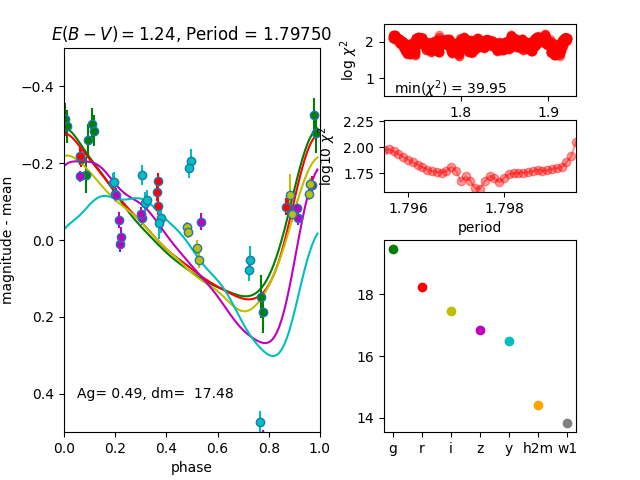 E(B − V) = 1.24, Period = 1.79750
−0.4
−0.2
0.0
0.2
0.4
magnitude - mean
Ag= 0.49, dm= 17.48
0.0 0.2 0.4 0.6 0.8 1.0
phase
log χ²
2
1
min(χ²) = 39.95
1.8 1.9
log10 χ²
2.25
2.00
1.75
1.796 1.798
period
18
16
14
g r i z y h2m w1